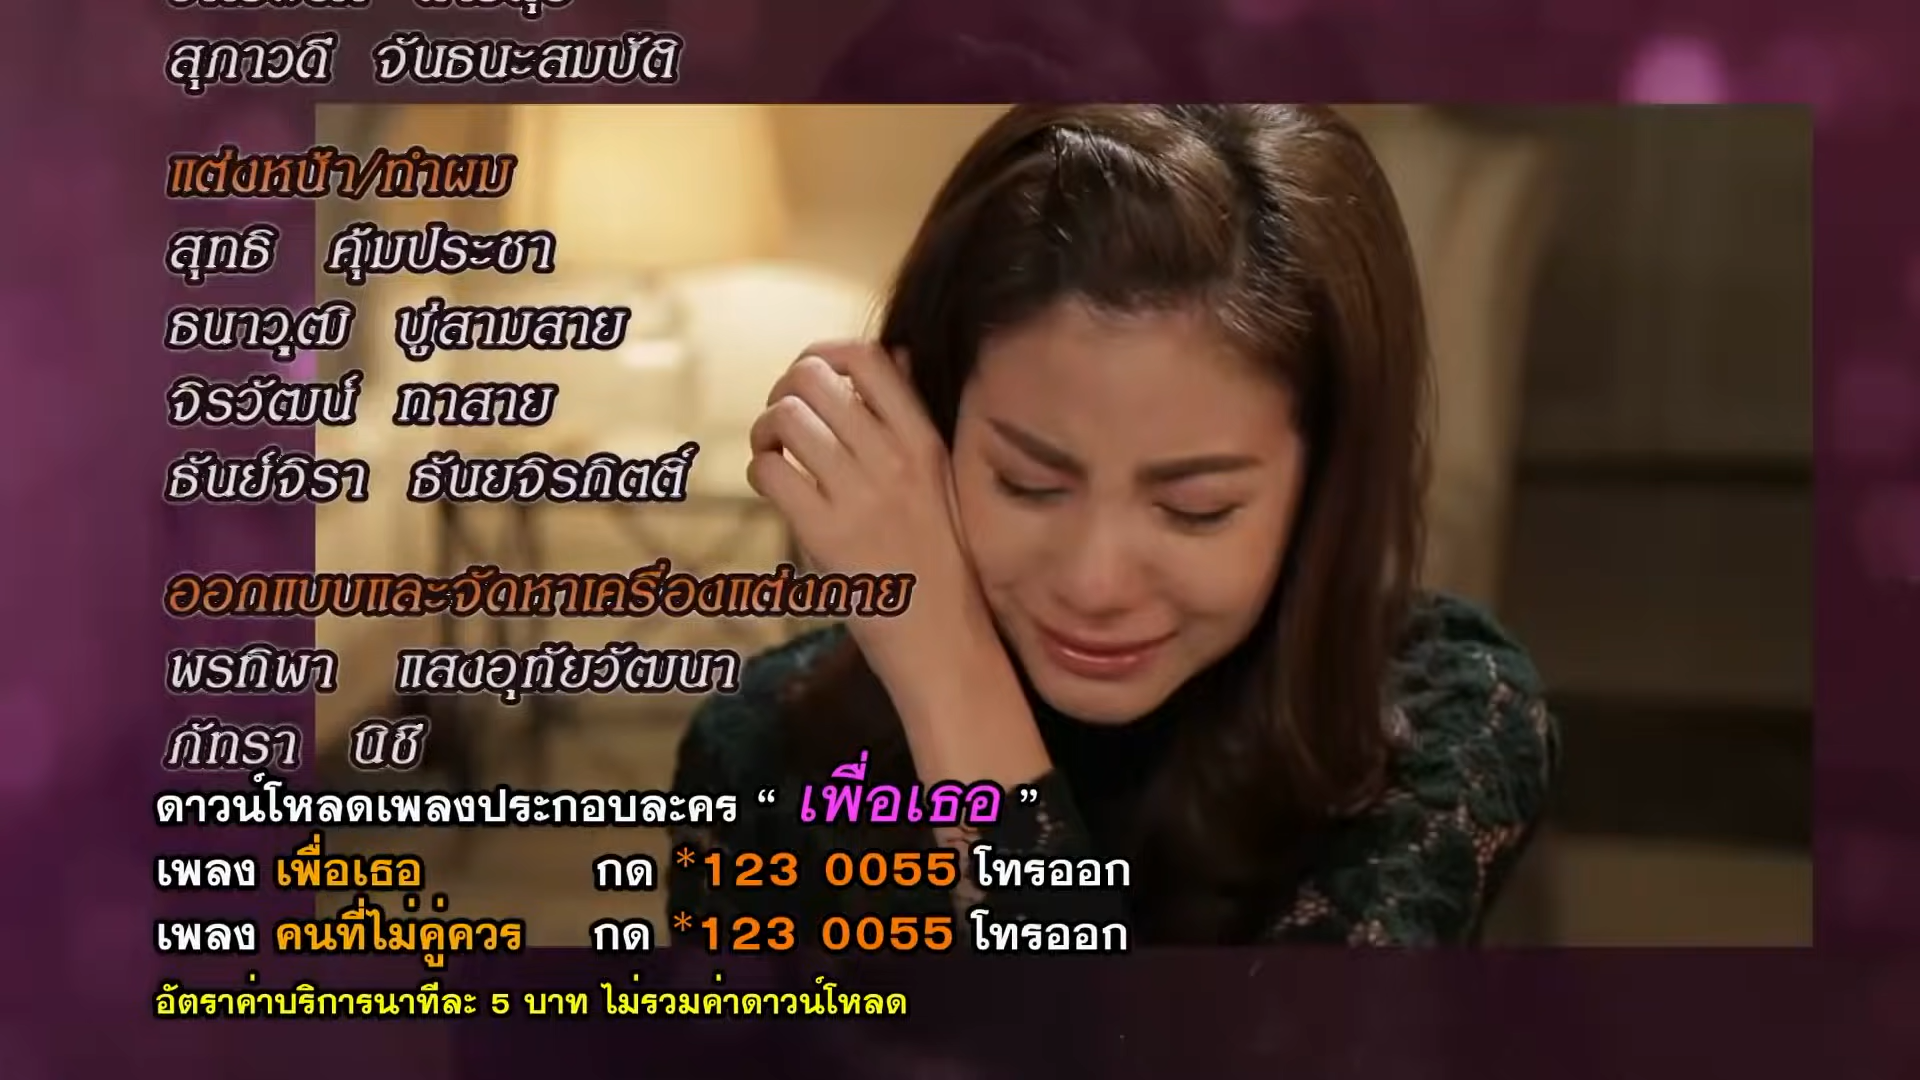 สุภาวดี จันธนะสมบัติ
แต่งหน้า/ทำผม
สุทธิ คุ้มประชา
ธนาวุฒิ ฟูสามสาย
จิรวัฒน์ ทาสาย
ธันย์จิรา ธันยจิรกิตติ์
ออกแบบและจัดหาเครื่องแต่งกาย
พรทิพา แสงอุทัยวัฒนา
ภัทรา นิชี
ดาวน์โหลดเพลงประกอบละคร “ เพื่อเธอ ”
เพลง เพื่อเธอ กด *123 0055 โทรออก
เพลง คนที่ไม่คู่ควร กด *123 0055 โทรออก
อัตราค่าบริการนาทีละ 5 บาท ไม่รวมค่าดาวน์โหลด